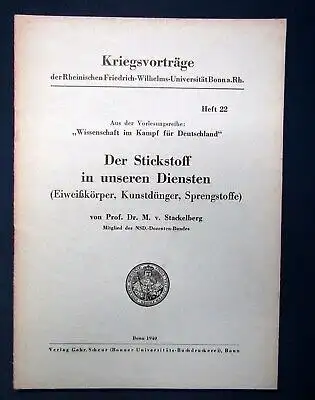 Kriegsvorträge
der Rheinischen Friedrich-Wilhelms-Universität Bonn a. Rh.
Heft 22
Aus der Vorlesungsreihe:
„Wissenschaft im Kampf für Deutschland"
Der Stickstoff
in unseren Diensten
(Eiweißkörper, Kunstdünger, Sprengstoffe)
von Prof. Dr. M. v. Stackelberg
Mitglied des NSD.-Dozenten-Bundes
Bonn 1940
Verlag Gebr. Scheur (Bonner Universitäts-Buchdruckerei), Bonn